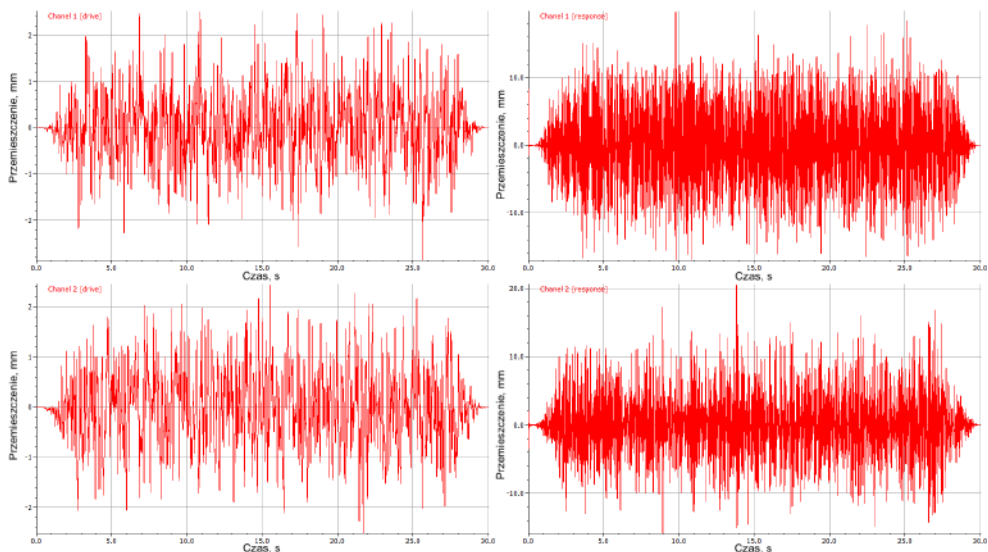 Chanel 1 (drive)
Przemieszczenie, mm
2
1
0
-1
-2
0.0 5.0 10.0 15.0 20.0 25.0 30.0
Czas, s
Chanel 1 (response)
Przemieszczenie, mm
10.0
0.0
-10.0
0.0 5.0 10.0 15.0 20.0 25.0 30.0
Czas, s
Chanel 2 (drive)
Przemieszczenie, mm
2
1
0
-1
-2
0.0 5.0 10.0 15.0 20.0 25.0 30.0
Czas, s
Chanel 2 (response)
Przemieszczenie, mm
20.0
10.0
0.0
-10.0
0.0 5.0 10.0 15.0 20.0 25.0 30.0
Czas, s